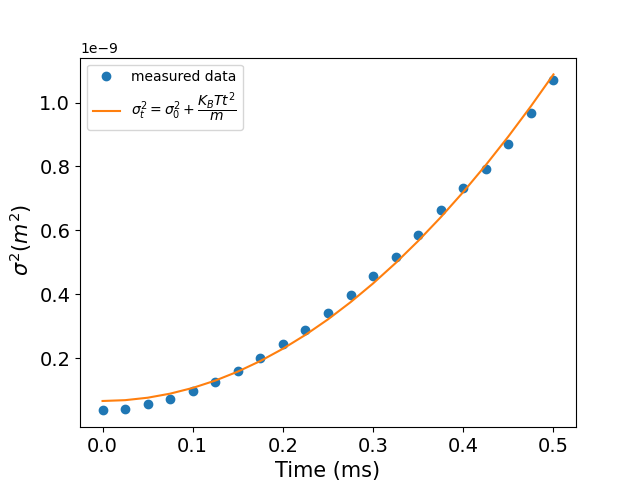 1e−9
measured data
σ_t^2 = σ_0^2 + \frac{K_B T t^2}{m}
1.0
0.8
0.6
0.4
0.2
σ^2(m^2)
0.0 0.1 0.2 0.3 0.4 0.5
Time (ms)